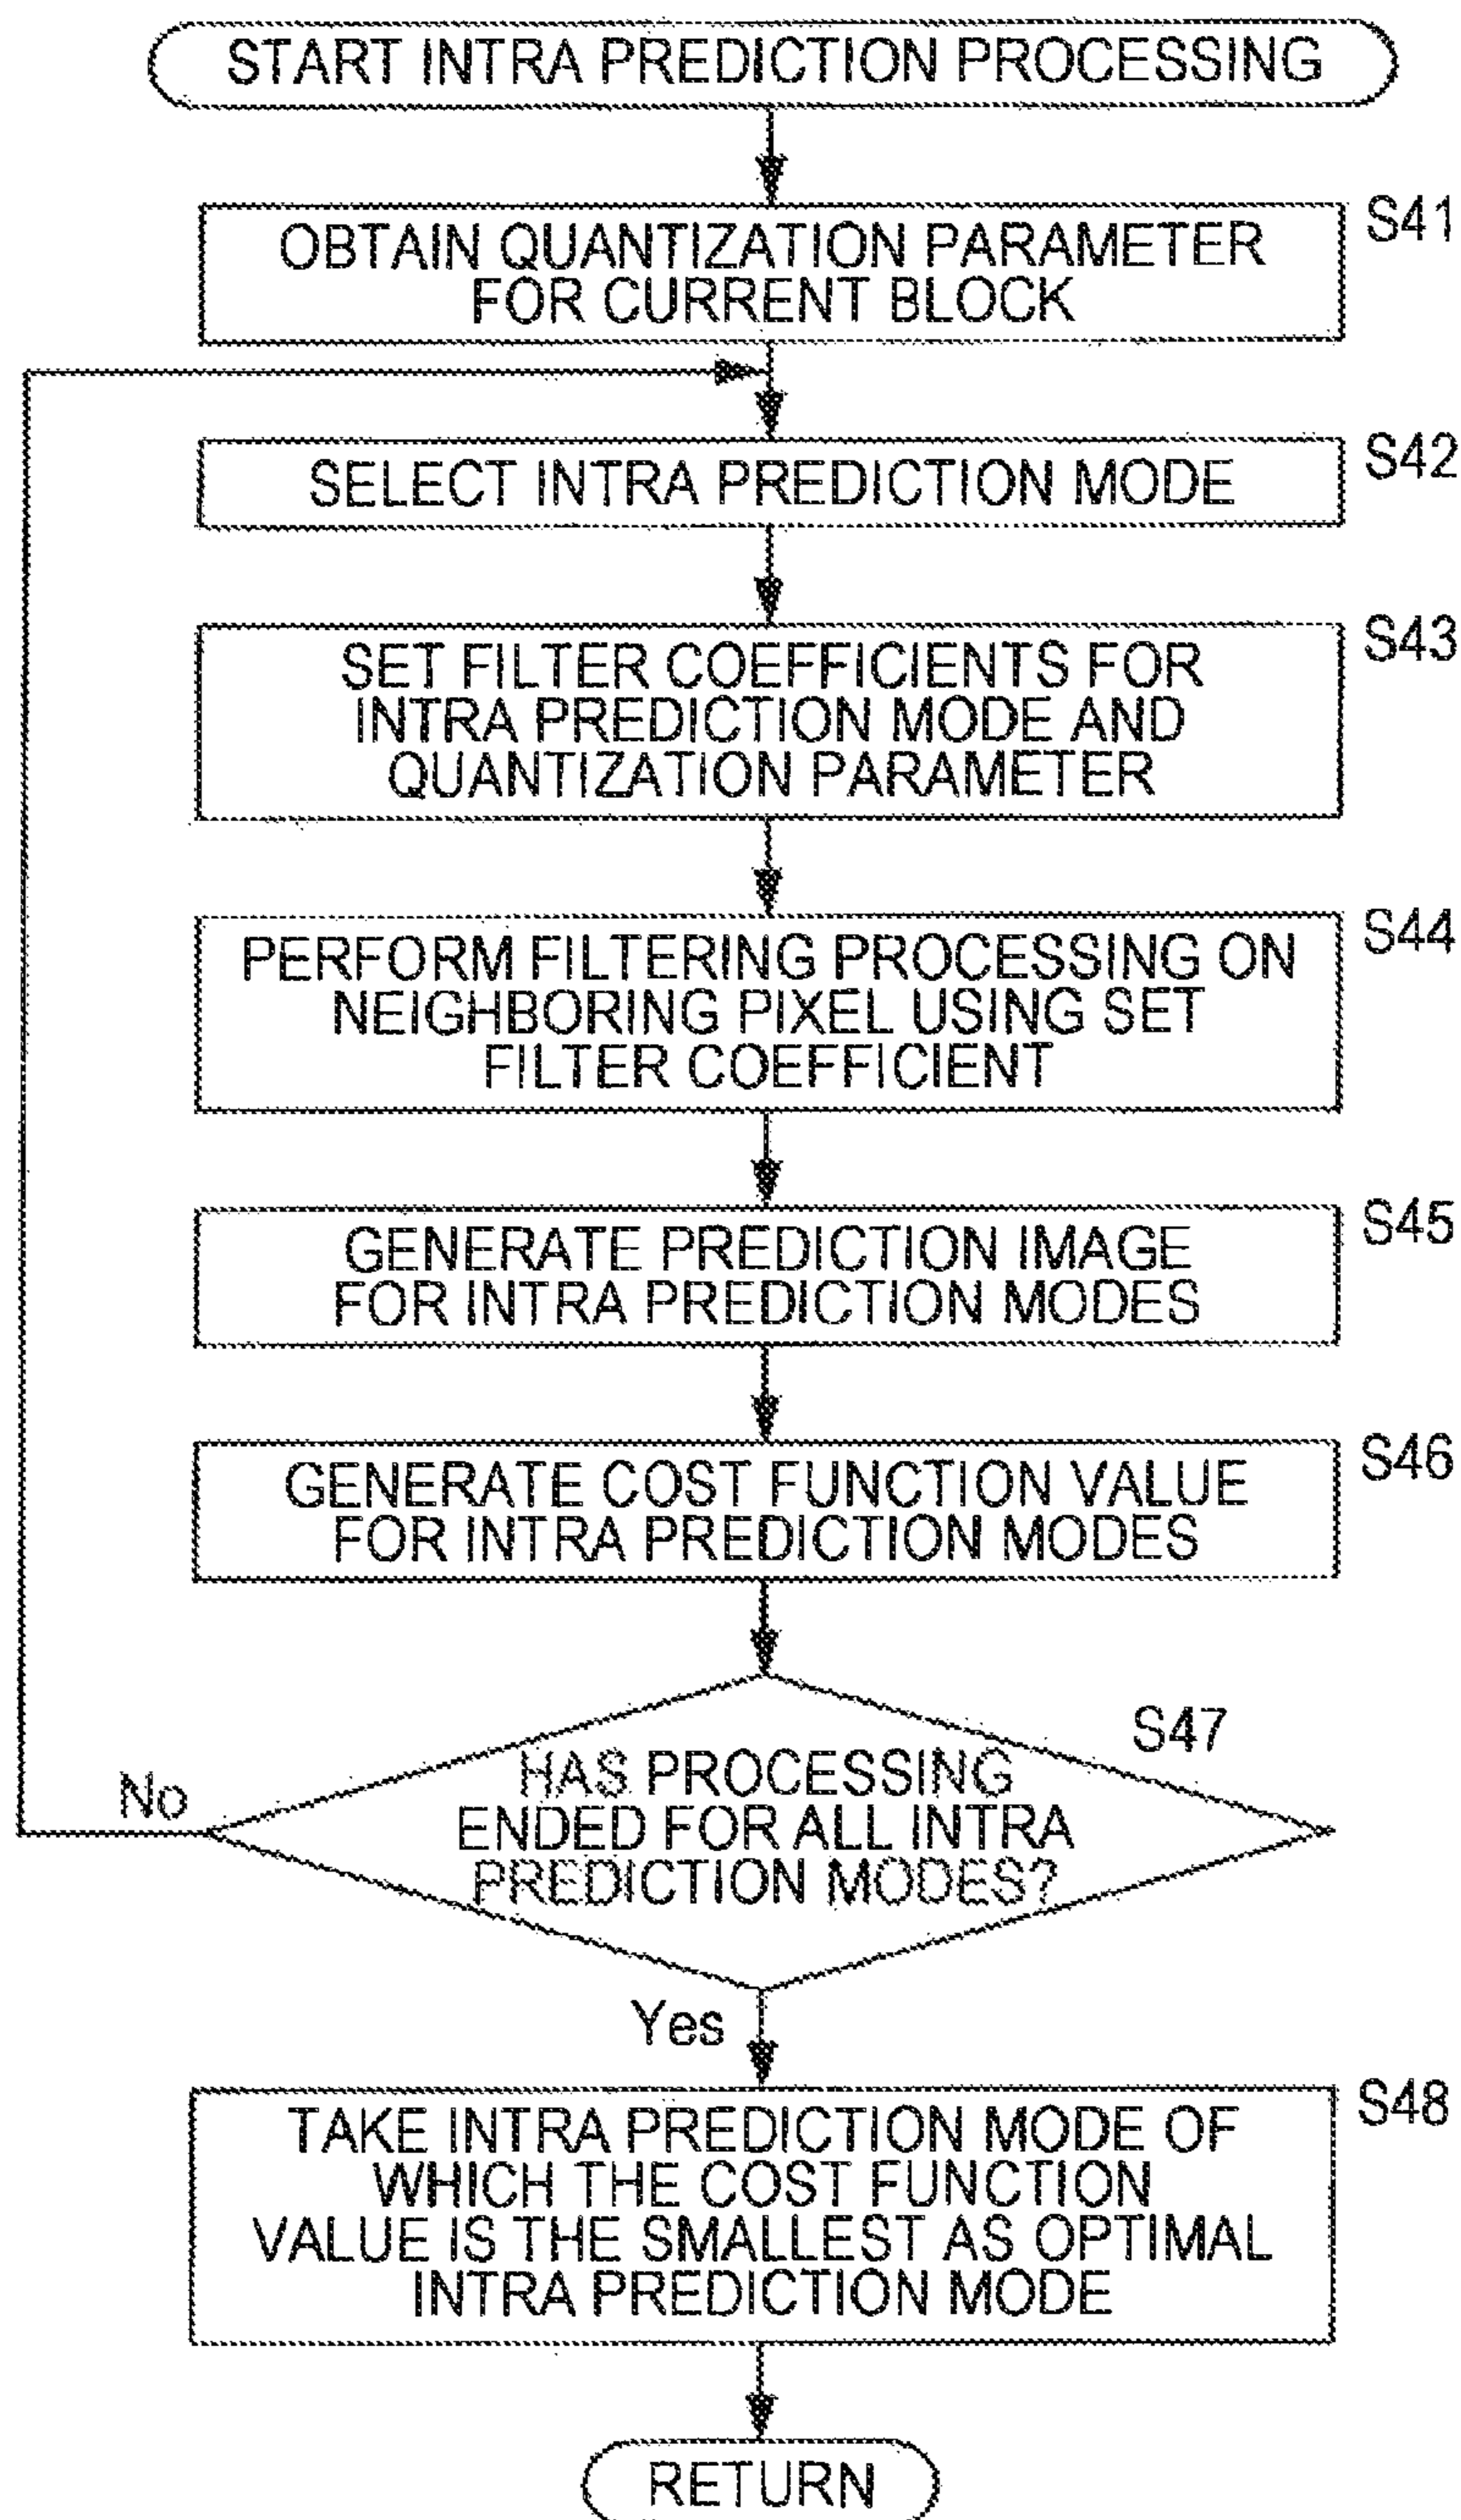 START INTRA PREDICTION PROCESSING
S41
OBTAIN QUANTIZATION PARAMETER
FOR CURRENT BLOCK
S42
SELECT INTRA PREDICTION MODE
S43
SET FILTER COEFFICIENTS FOR
INTRA PREDICTION MODE AND
QUANTIZATION PARAMETER
S44
PERFORM FILTERING PROCESSING ON
NEIGHBORING PIXEL USING SET
FILTER COEFFICIENT
S45
GENERATE PREDICTION IMAGE
FOR INTRA PREDICTION MODES
S46
GENERATE COST FUNCTION VALUE
FOR INTRA PREDICTION MODES
S47
HAS PROCESSING
ENDED FOR ALL INTRA
PREDICTION MODES?
No
Yes
S48
TAKE INTRA PREDICTION MODE OF
WHICH THE COST FUNCTION
VALUE IS THE SMALLEST AS OPTIMAL
INTRA PREDICTION MODE
RETURN